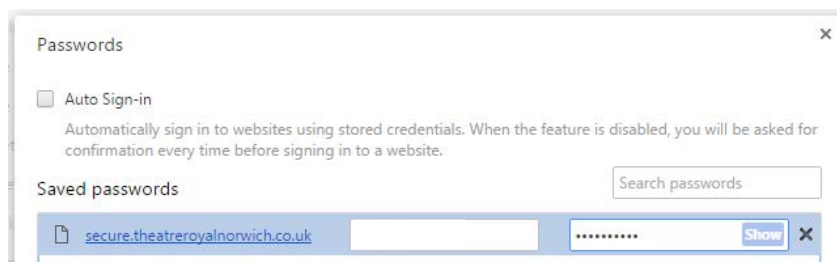 Passwords
Auto Sign-in
Automatically sign in to websites using stored credentials. When the feature is disabled, you will be asked for
confirmation every time before signing in to a website.
Saved passwords
Search passwords
secure.theatreroyalnorwich.co.uk
•••••••••• Show